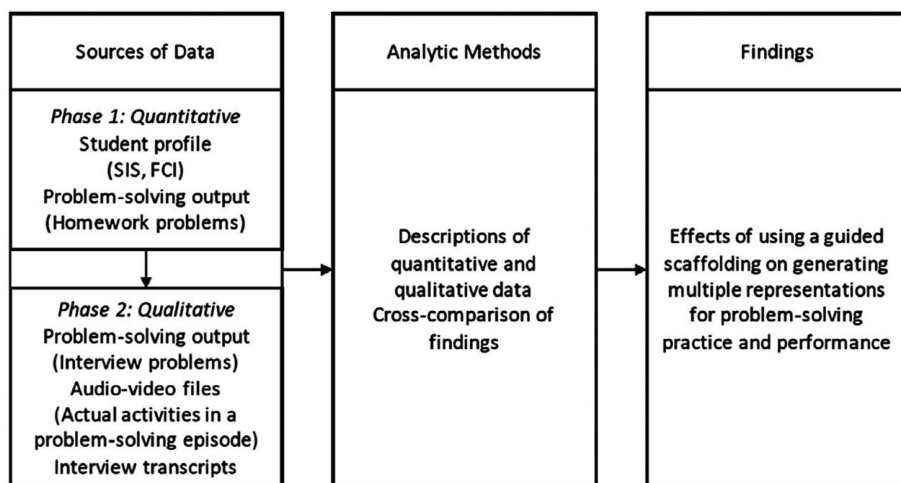 Sources of Data
Phase 1: Quantitative
Student profile
(SIS, FCI)
Problem-solving output
(Homework problems)
Phase 2: Qualitative
Problem-solving output
(Interview problems)
Audio-video files
(Actual activities in a
problem-solving episode)
Interview transcripts
Analytic Methods
Descriptions of
quantitative and
qualitative data
Cross-comparison of
findings
Findings
Effects of using a guided
scaffolding on generating
multiple representations
for problem-solving
practice and performance